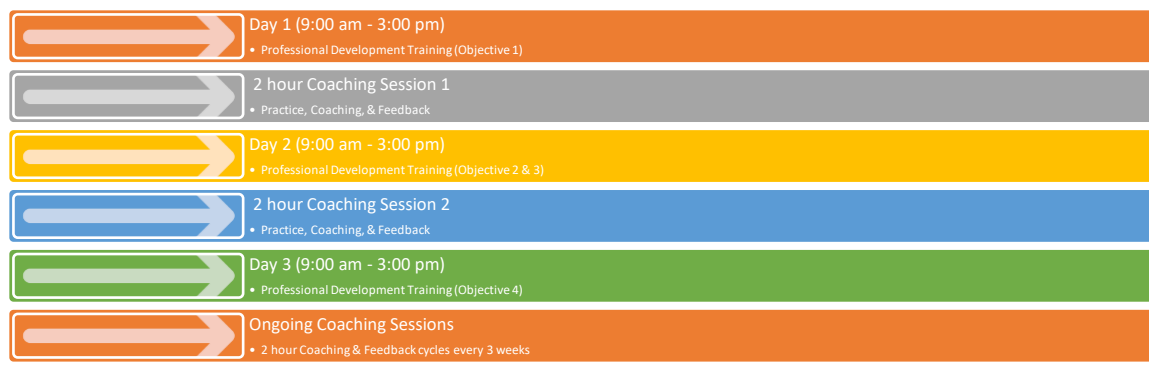 Day 1 (9:00 am - 3:00 pm)
• Professional Development Training (Objective 1)
2 hour Coaching Session 1
• Practice, Coaching, & Feedback
Day 2 (9:00 am - 3:00 pm)
• Professional Development Training (Objective 2 & 3)
2 hour Coaching Session 2
• Practice, Coaching, & Feedback
Day 3 (9:00 am - 3:00 pm)
• Professional Development Training (Objective 4)
Ongoing Coaching Sessions
• 2 hour Coaching & Feedback cycles every 3 weeks